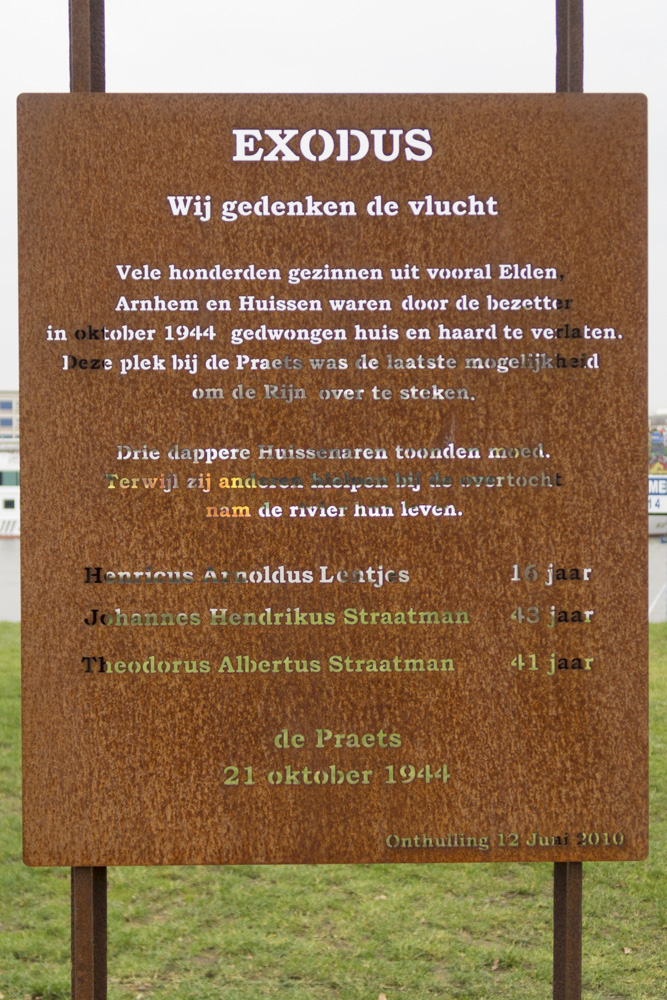 EXODUS
Wij gedenken de vlucht
Vele honderden gezinnen uit vooral Elden,
Arnhem en Huissen waren door de bezetter
in oktober 1944 gedwongen huis en haard te verlaten.
Deze plek bij de Praets was de laatste mogelijkheid
om de Rijn over te steken.
Drie dappere Huissenaren toonden moed.
Terwijl zij anderen hielpen bij de overtocht
nam de rivier hun leven.
Henricus Arnoldus Lentjes 16 jaar
Johannes Hendrikus Straatman 43 jaar
Theodorus Albertus Straatman 41 jaar
de Praets
21 oktober 1944
Onthulling 12 Juni 2010